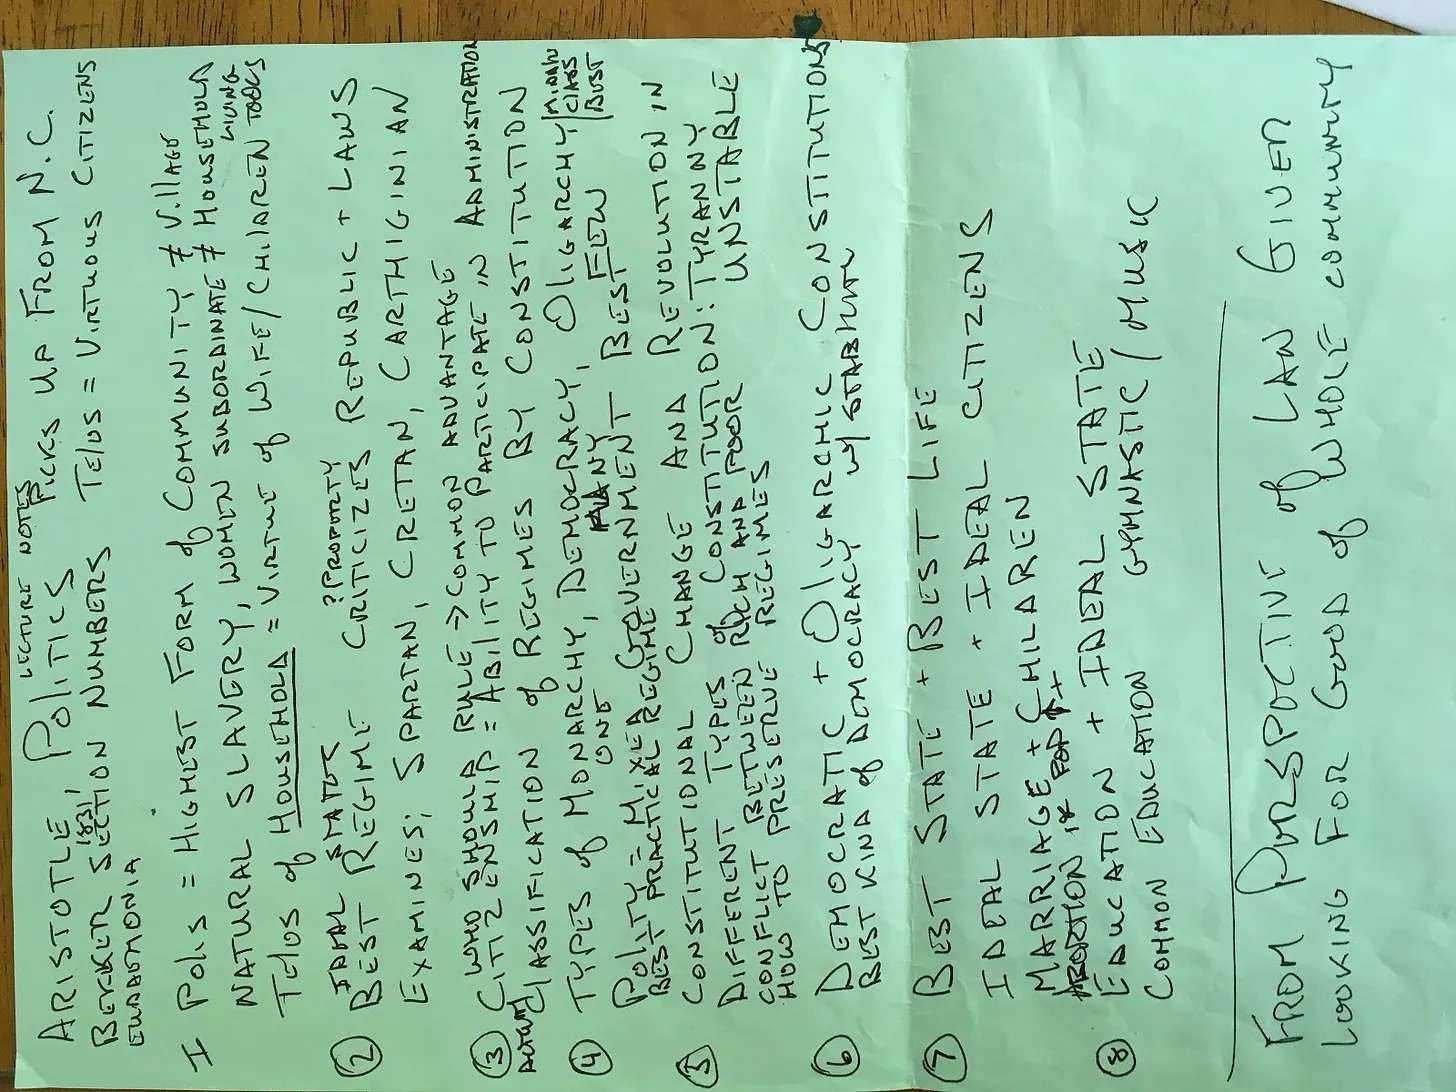 LECTURE NOTES
ARISTOTLE POLITICS PICKS UP FROM N.C.
BEKKER 1831, SECTION NUMBERS TELOS = VIRTUOUS CITIZENS
EUDADMONIA
I POLIS = HIGHEST FORM of COMMUNITY ≠ VILLAGE
NATURAL SLAVERY, WOMEN SUBORDINATE ≠ HOUSEHOLD
LIVING TOOLS
TELOS of HOUSEHOLD = VIRTUE of WIFE/CHILDREN
IDEAL STATES ?PROPERTY
② BEST REGIME CRITICIZES REPUBLIC + LAWS
EXAMINES; SPARTAN, CRETAN, CARTHIGINIAN
WHO SHOULD RULE → COMMON ADVANTAGE
③ CITIZENSHIP = ABILITY TO PARTICIPATE IN ADMINISTRATION
CLASSIFICATION of REGIMES BY CONSTITUTION
④ TYPES of MONARCHY, DEMOCRACY, OLIGARCHY MIDDLE CLASS BEST
ONE MANY FEW
POLITY = MIXED GOVERNMENT BEST
BEST PRACTICAL REGIME
⑤ CONSTITUTIONAL CHANGE AND REVOLUTION IN
DIFFERENT TYPES of CONSTITUTION: TYRANNY
CONFLICT BETWEEN RICH AND POOR UNSTABLE
HOW TO PRESERVE REGIMES
⑥ DEMOCRATIC + OLIGARCHIC CONSTITUTIONS
BEST KIND of DEMOCRACY w/ STABILITY
⑦ BEST STATE + BEST LIFE
IDEAL STATE + IDEAL CITIZENS
MARRIAGE + CHILDREN
ABORTION IS
⑧ EDUCATION + IDEAL STATE
COMMON EDUCATION GYMNASTIC / MUSIC
FROM PERSPECTIVE of LAW GIVER
LOOKING FOR GOOD of WHOLE COMMUNITY